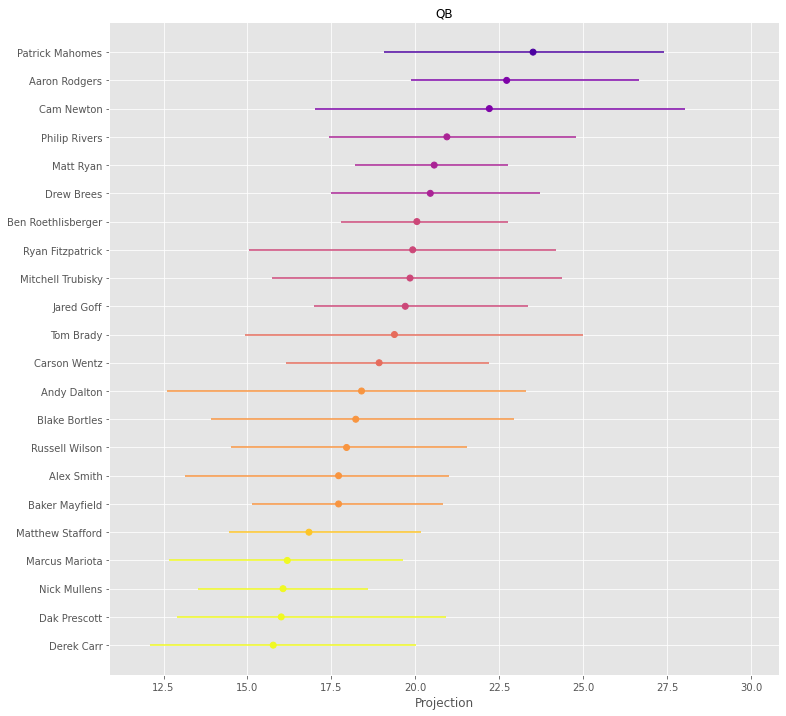 QB
Patrick Mahomes
Aaron Rodgers
Cam Newton
Philip Rivers
Matt Ryan
Drew Brees
Ben Roethlisberger
Ryan Fitzpatrick
Mitchell Trubisky
Jared Goff
Tom Brady
Carson Wentz
Andy Dalton
Blake Bortles
Russell Wilson
Alex Smith
Baker Mayfield
Matthew Stafford
Marcus Mariota
Nick Mullens
Dak Prescott
Derek Carr
12.5 15.0 17.5 20.0 22.5 25.0 27.5 30.0
Projection